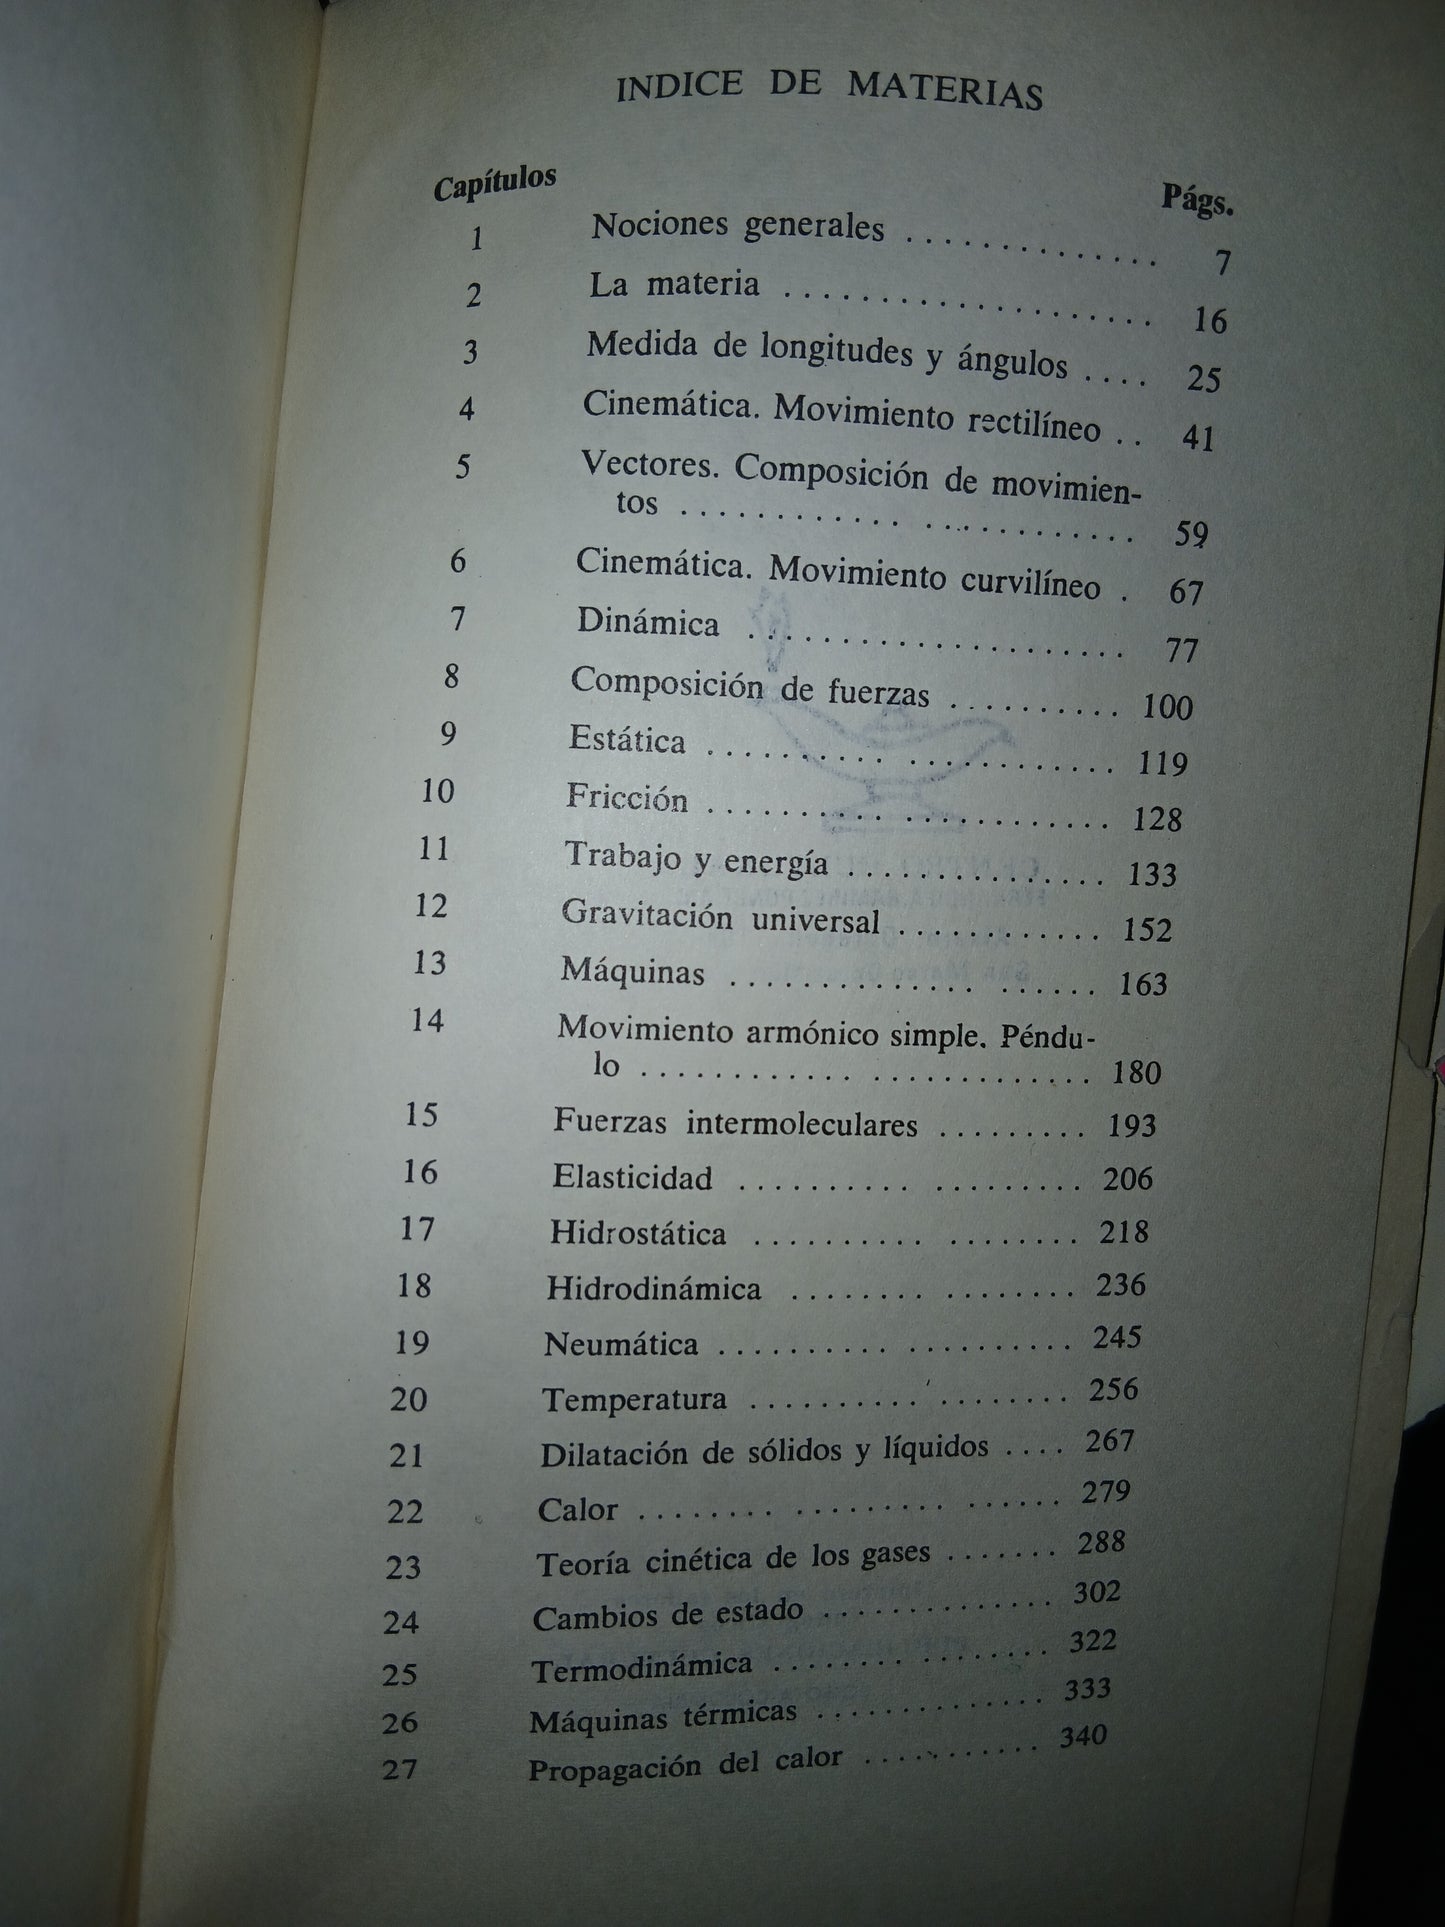 INDICE DE MATERIAS
Capítulos Págs.
1 Nociones generales .............. 7
2 La materia .................... 16
3 Medida de longitudes y ángulos .... 25
4 Cinemática. Movimiento rectilíneo .. 41
5 Vectores. Composición de movimien-
tos ........................ 59
6 Cinemática. Movimiento curvilíneo . 67
7 Dinámica .................... 77
8 Composición de fuerzas .......... 100
9 Estática ...................... 119
10 Fricción ...................... 128
11 Trabajo y energía .............. 133
12 Gravitación universal ............ 152
13 Máquinas .................... 163
14 Movimiento armónico simple. Péndu-
lo ........................ 180
15 Fuerzas intermoleculares ......... 193
16 Elasticidad ................... 206
17 Hidrostática .................. 218
18 Hidrodinámica ................ 236
19 Neumática .................... 245
20 Temperatura .................. 256
21 Dilatación de sólidos y líquidos .... 267
22 Calor ....................... 279
23 Teoría cinética de los gases ....... 288
24 Cambios de estado .............. 302
25 Termodinámica ................ 322
26 Máquinas térmicas .............. 333
27 Propagación del calor ............ 340